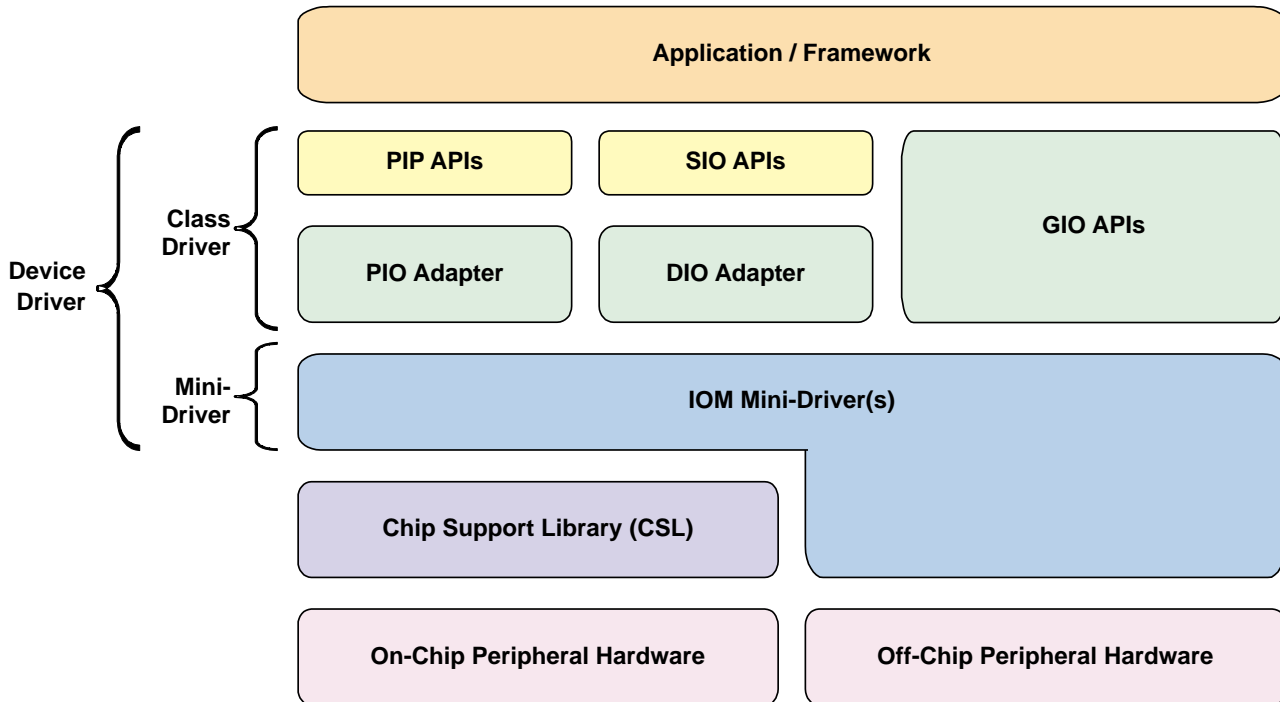 Application / Framework
PIP APIs
SIO APIs
GIO APIs
Class
Driver
PIO Adapter
DIO Adapter
Device
Driver
Mini-
Driver
IOM Mini-Driver(s)
Chip Support Library (CSL)
On-Chip Peripheral Hardware
Off-Chip Peripheral Hardware